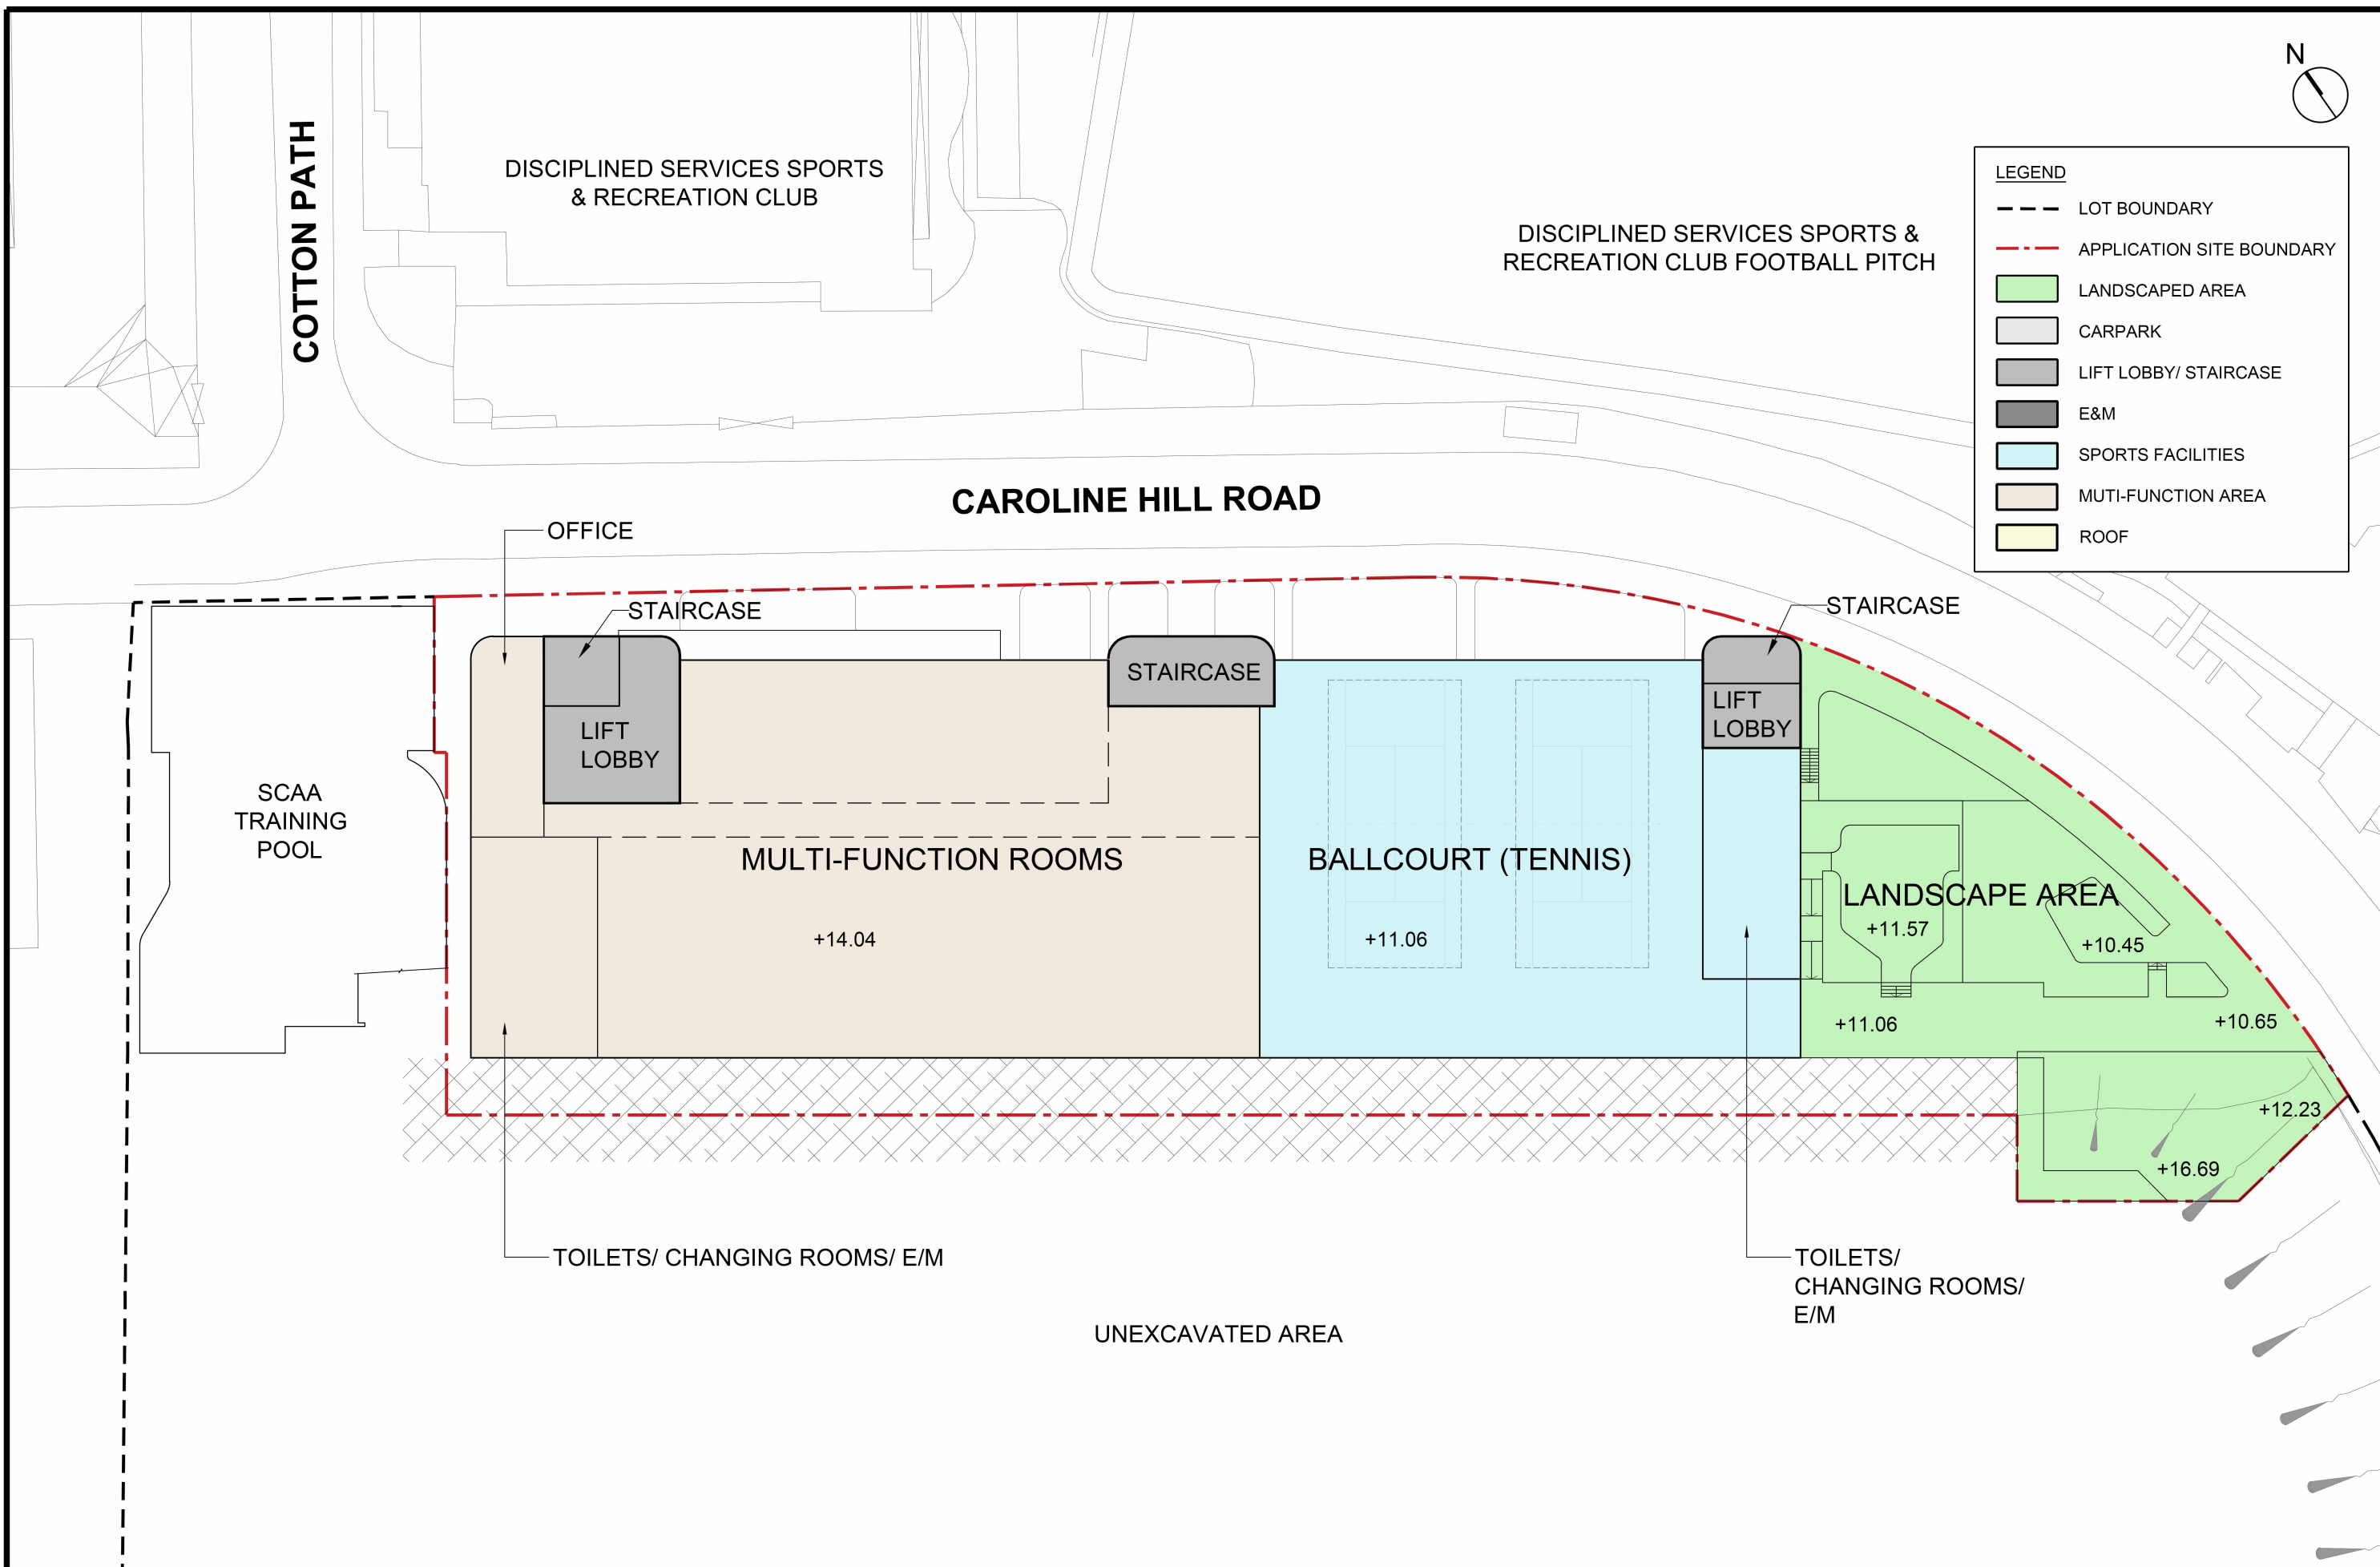 N
LEGEND
LOT BOUNDARY
APPLICATION SITE BOUNDARY
LANDSCAPED AREA
CARPARK
LIFT LOBBY/ STAIRCASE
E&M
SPORTS FACILITIES
MUTI-FUNCTION AREA
ROOF
COTTON PATH
DISCIPLINED SERVICES SPORTS
& RECREATION CLUB
DISCIPLINED SERVICES SPORTS &
RECREATION CLUB FOOTBALL PITCH
CAROLINE HILL ROAD
OFFICE
STAIRCASE
STAIRCASE
STAIRCASE
LIFT
LOBBY
LIFT
LOBBY
SCAA
TRAINING
POOL
MULTI-FUNCTION ROOMS
+14.04
BALLCOURT (TENNIS)
+11.06
LANDSCAPE AREA
+11.57
+10.45
+11.06
+10.65
+12.23
+16.69
TOILETS/ CHANGING ROOMS/ E/M
TOILETS/
CHANGING ROOMS/
E/M
UNEXCAVATED AREA